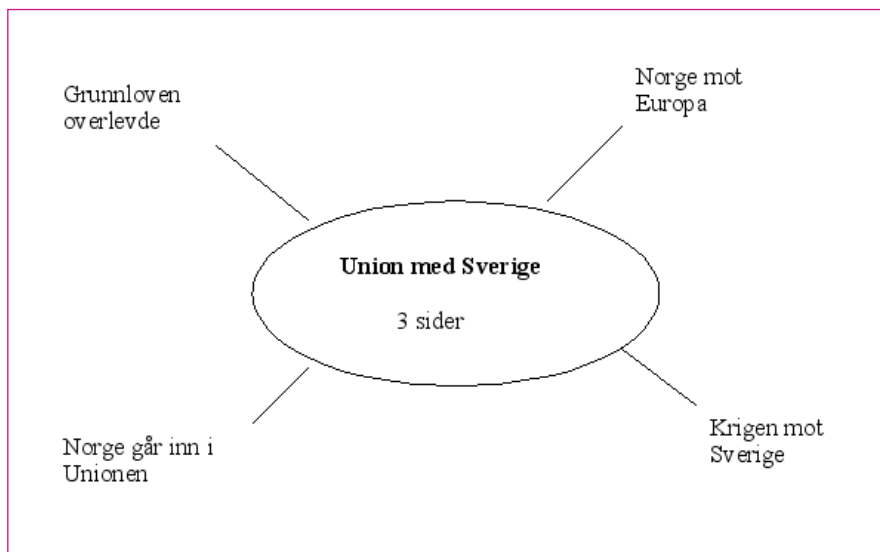 Grunnloven
overlevde
Norge mot
Europa
Union med Sverige
3 sider
Norge går inn i
Unionen
Krigen mot
Sverige